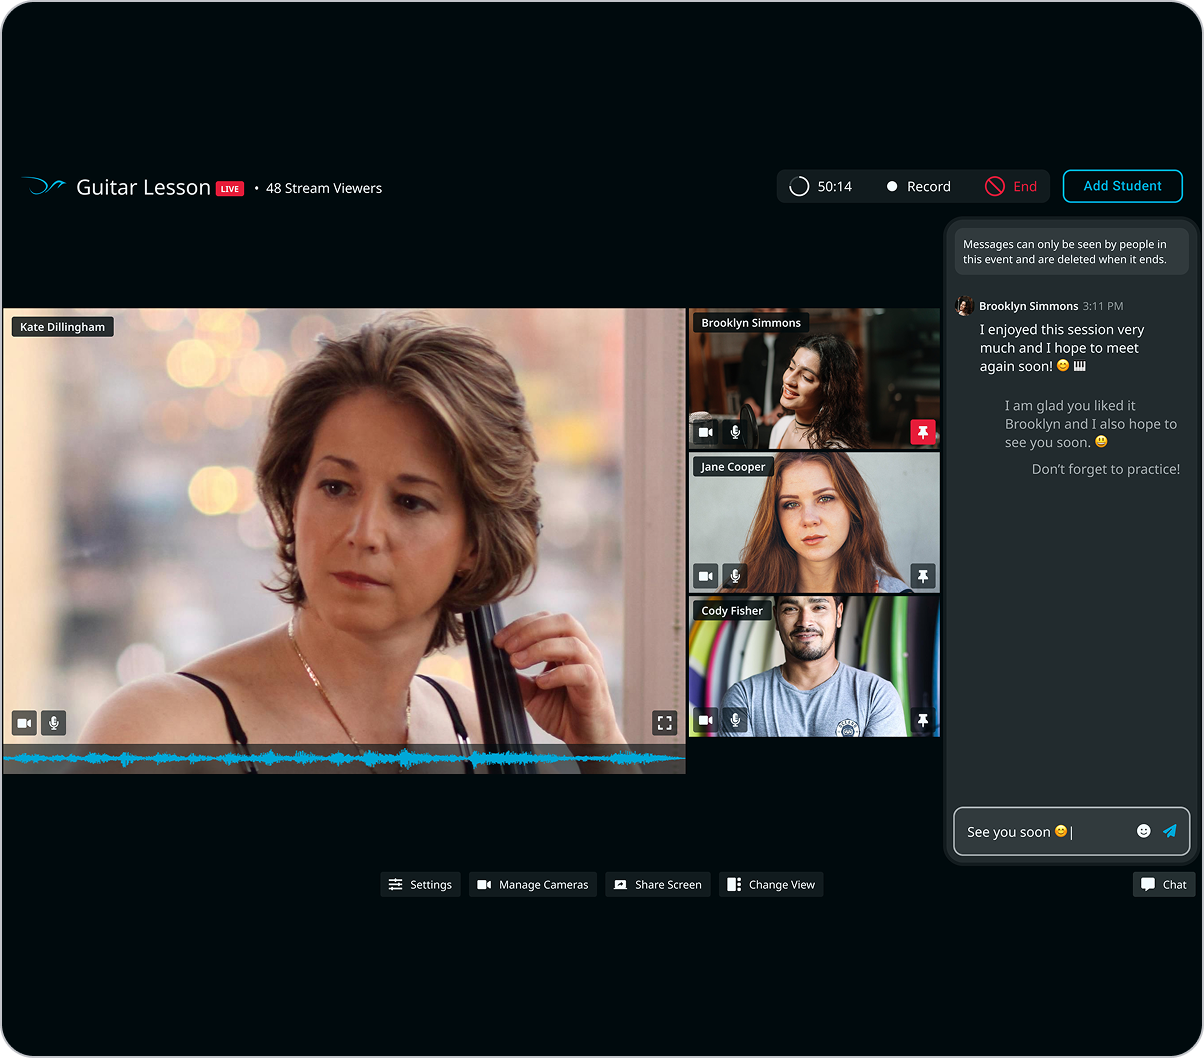 Guitar Lesson LIVE • 48 Stream Viewers
50:14 Record End Add Student
Kate Dillingham
Brooklyn Simmons
Jane Cooper
Cody Fisher
Messages can only be seen by people in
this event and are deleted when it ends.
Brooklyn Simmons 3:11 PM
I enjoyed this session very
much and I hope to meet
again soon! 😊 🎹
I am glad you liked it
Brooklyn and I also hope to
see you soon. 😃
Don’t forget to practice!
See you soon 😊|
Settings Manage Cameras Share Screen Change View Chat